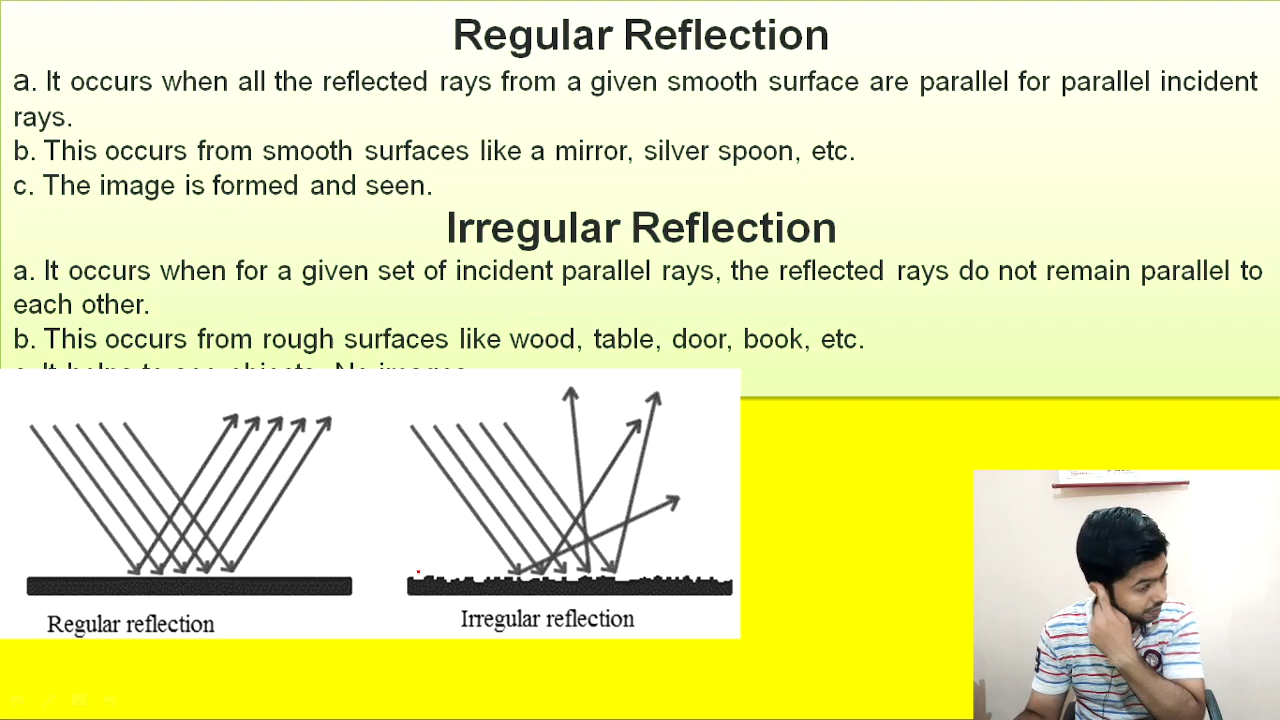 Regular Reflection
a. It occurs when all the reflected rays from a given smooth surface are parallel for parallel incident
rays.
b. This occurs from smooth surfaces like a mirror, silver spoon, etc.
c. The image is formed and seen.
Irregular Reflection
a. It occurs when for a given set of incident parallel rays, the reflected rays do not remain parallel to
each other.
b. This occurs from rough surfaces like wood, table, door, book, etc.
Regular reflection
Irregular reflection